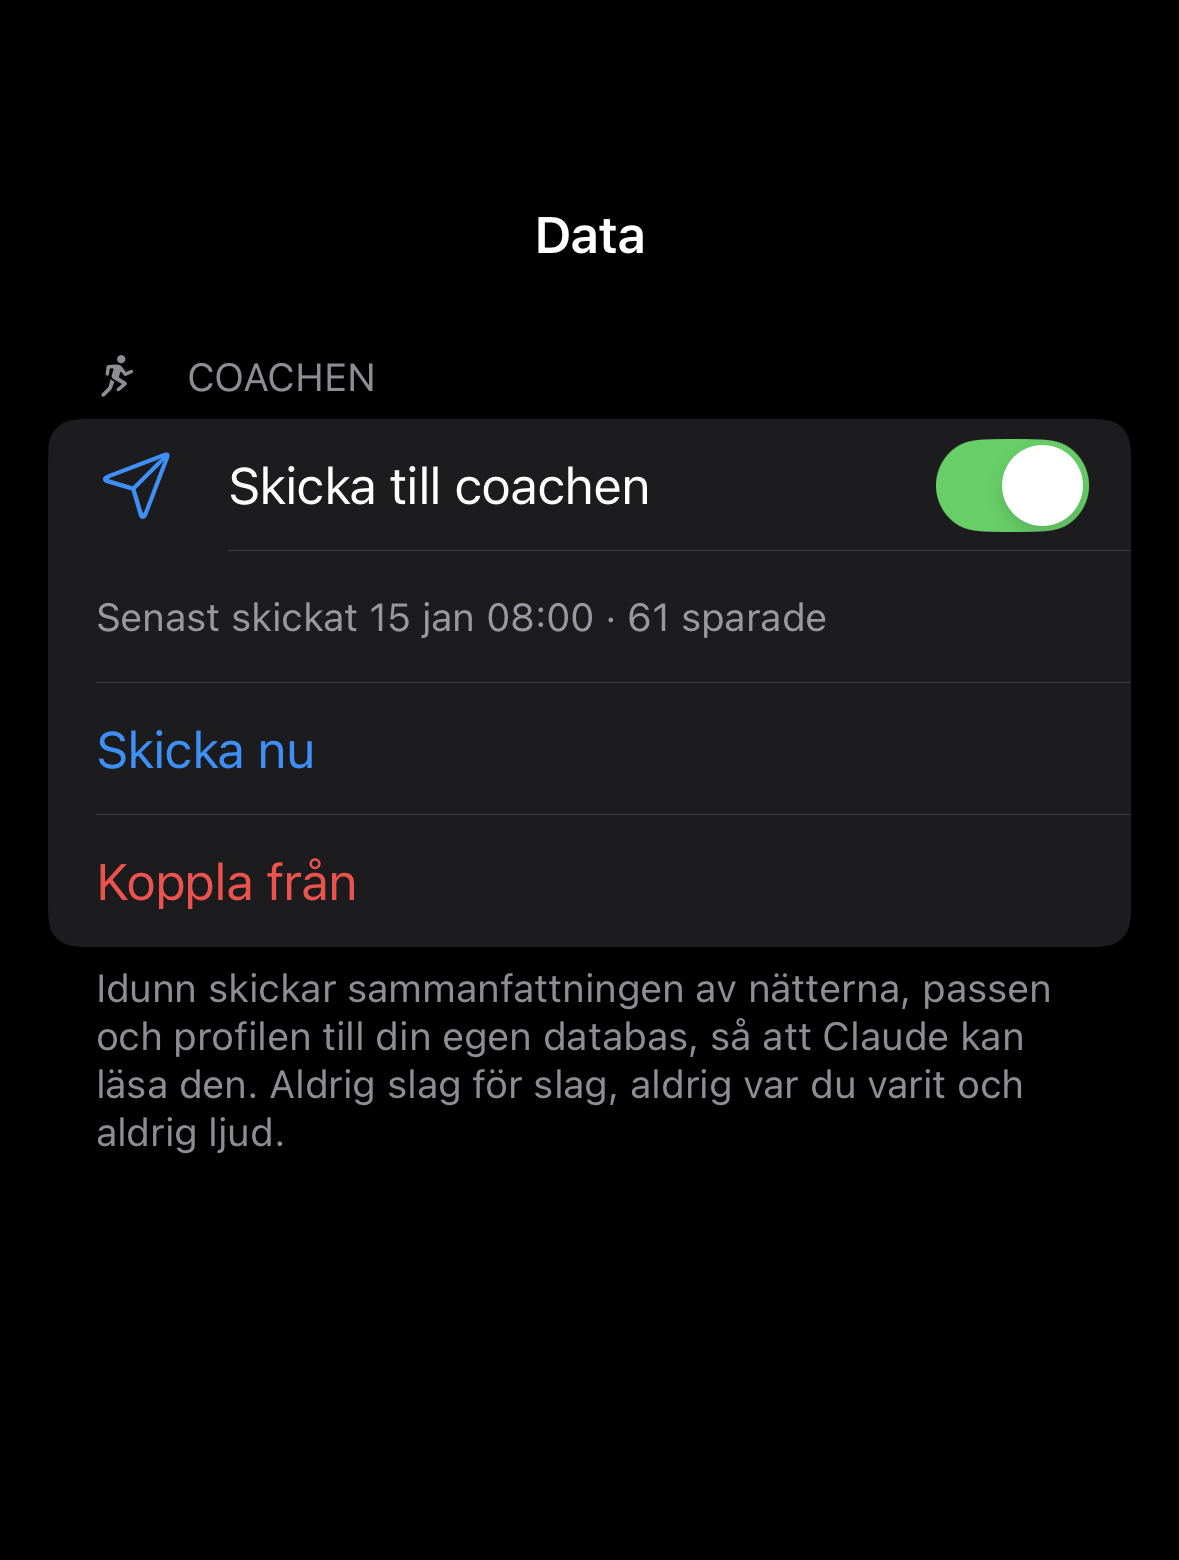 Data
COACHEN
Skicka till coachen
Senast skickat 15 jan 08:00 · 61 sparade
Skicka nu
Koppla från
Idunn skickar sammanfattningen av nätterna, passen
och profilen till din egen databas, så att Claude kan
läsa den. Aldrig slag för slag, aldrig var du varit och
aldrig ljud.